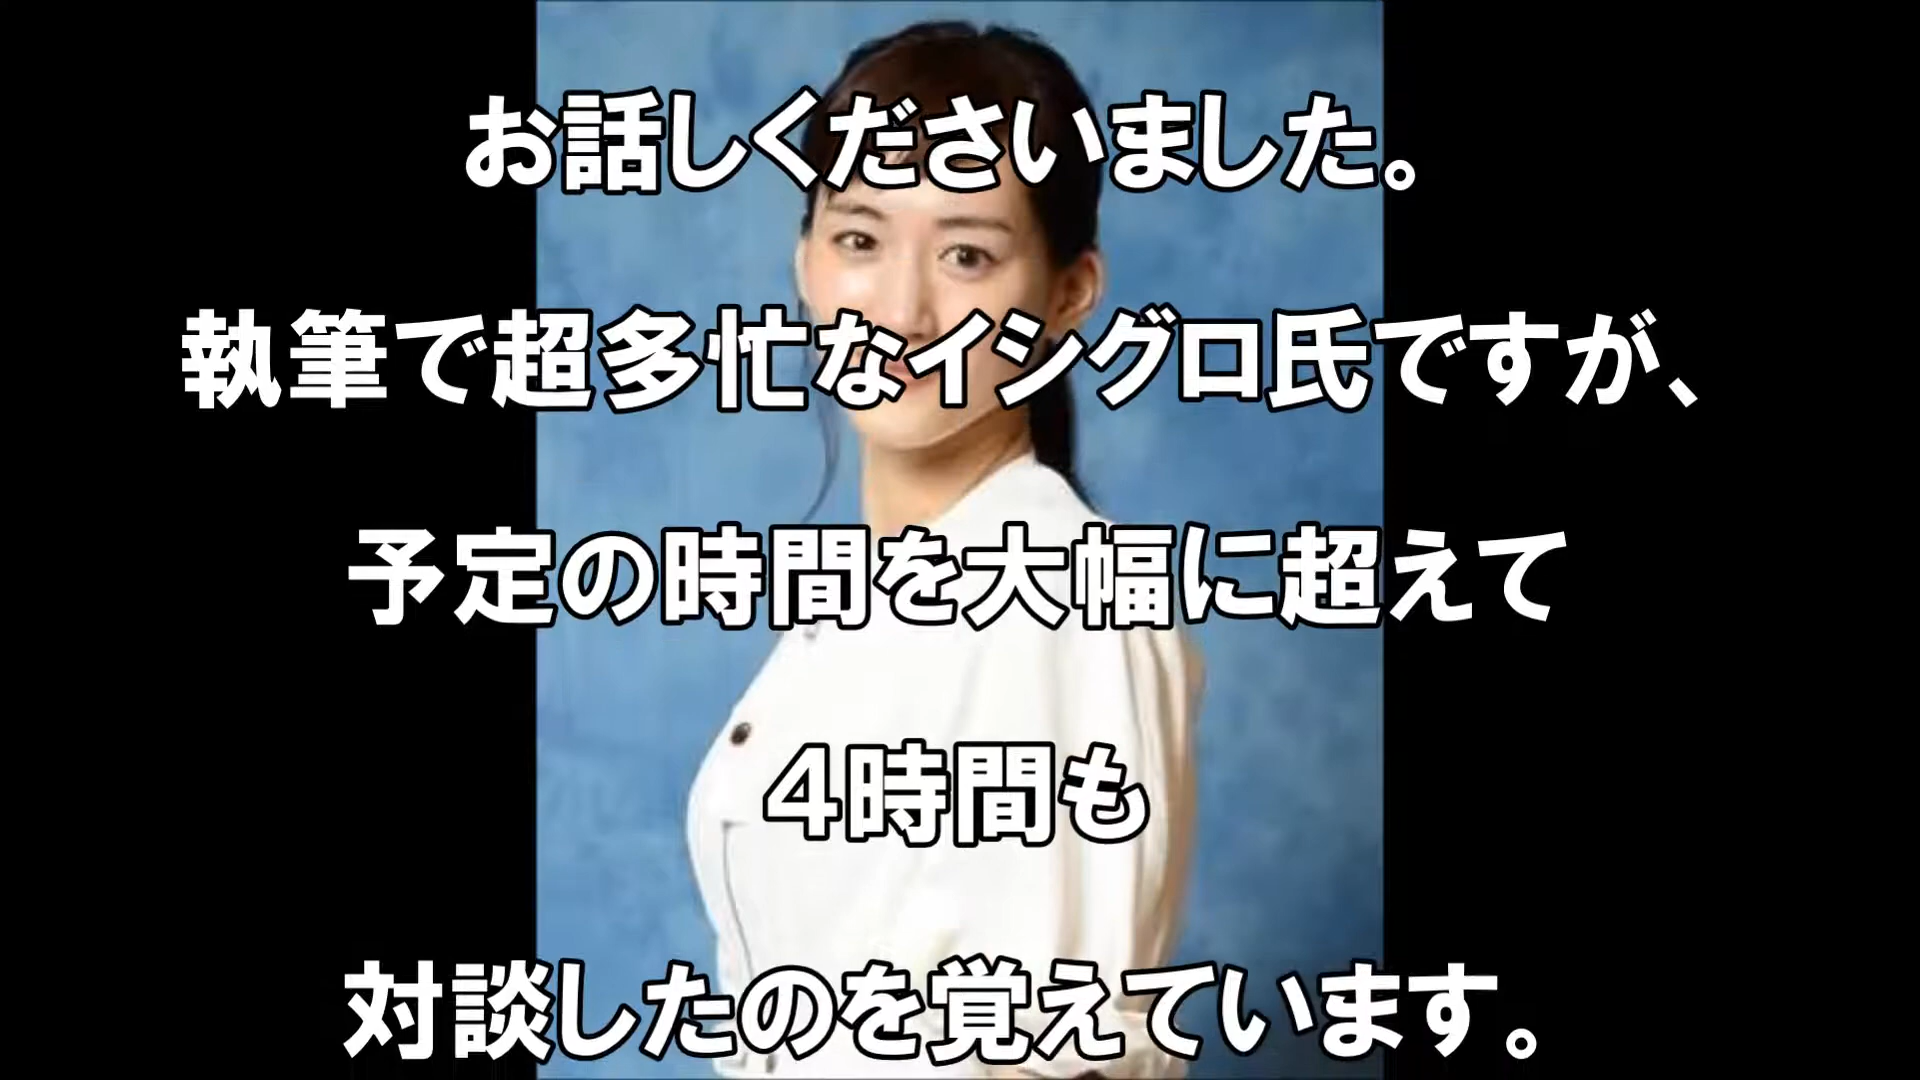 お話しくださいました。
執筆で超多忙なイシグロ氏ですが、
予定の時間を大幅に超えて
４時間も
対談したのを覚えています。